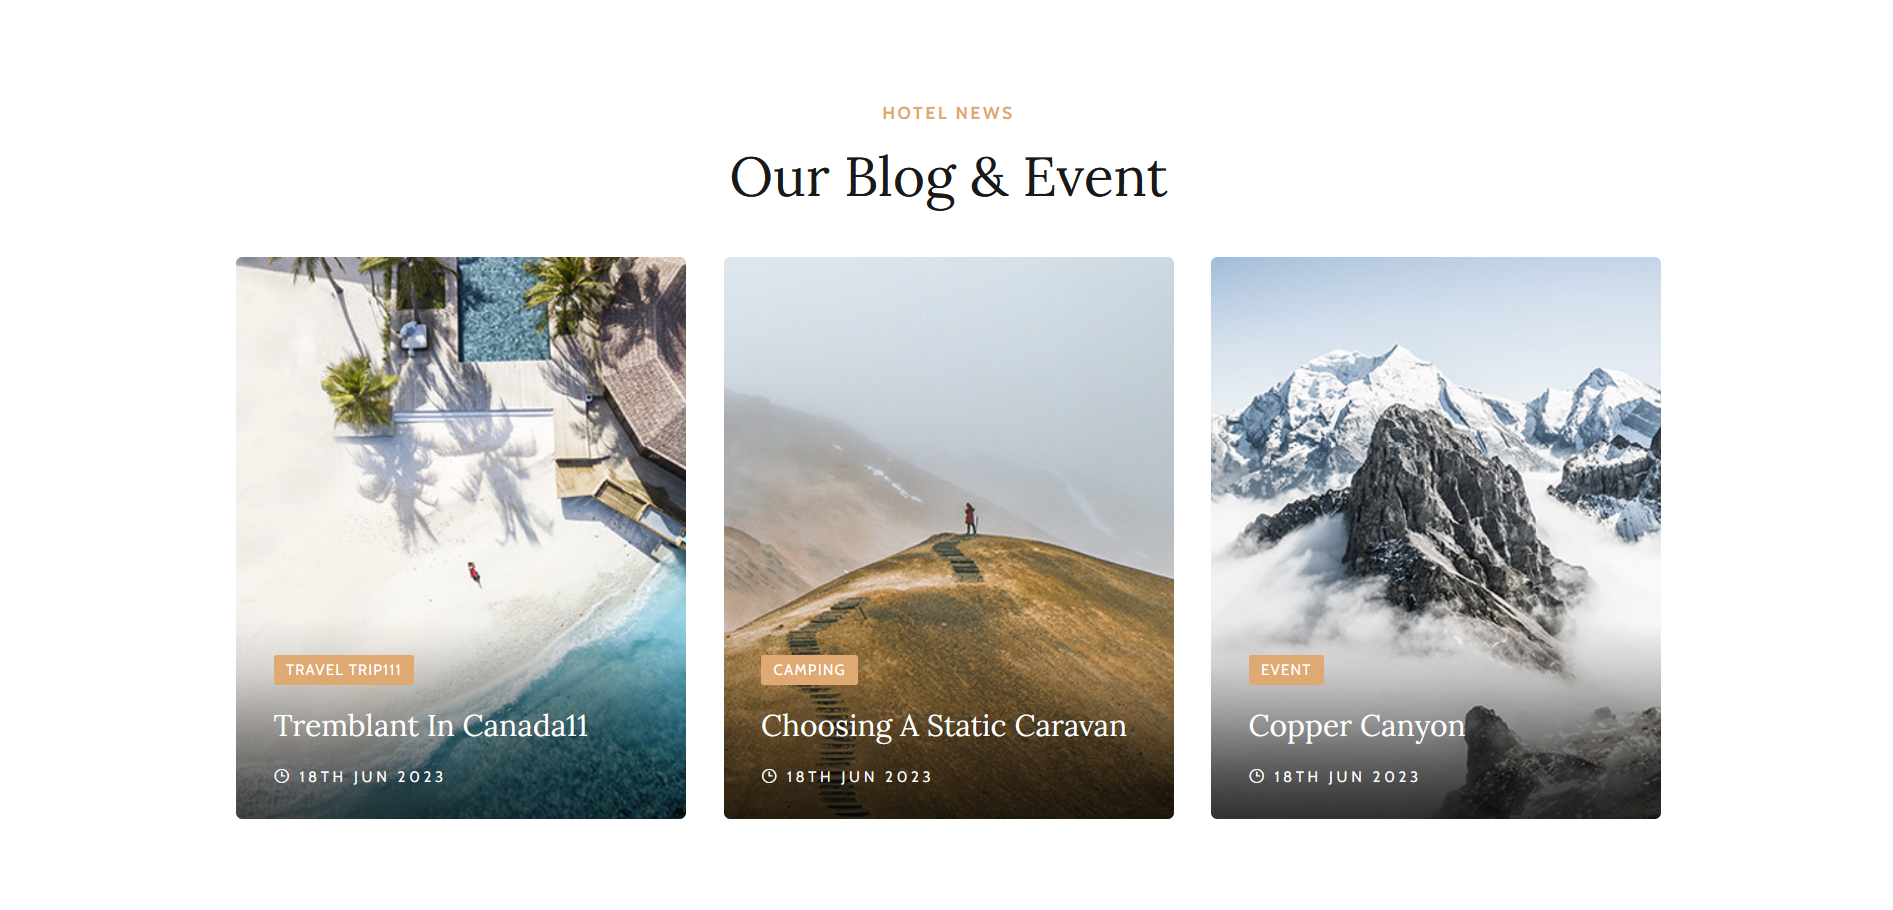 HOTEL NEWS
Our Blog & Event
TRAVEL TRIP111
Tremblant In Canada11
18TH JUN 2023
CAMPING
Choosing A Static Caravan
18TH JUN 2023
EVENT
Copper Canyon
18TH JUN 2023